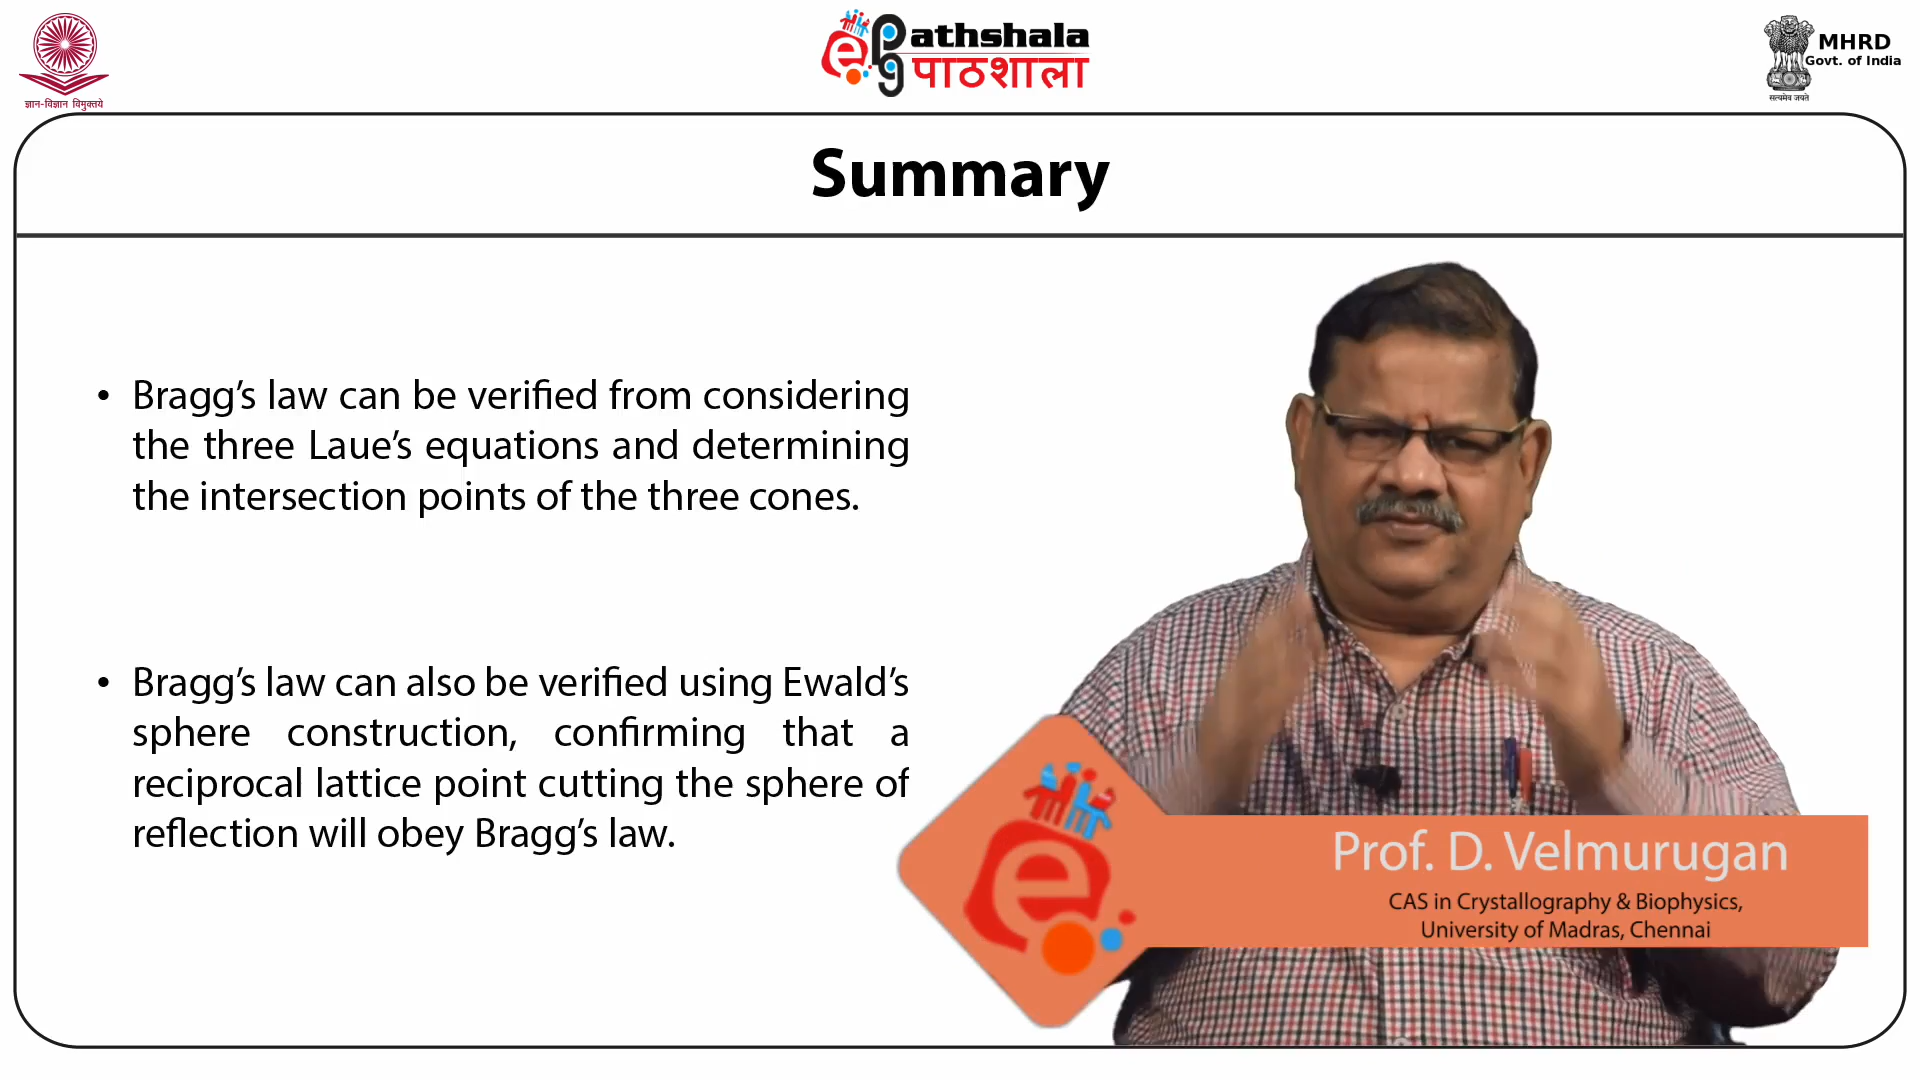 ज्ञान-विज्ञान विमुक्तये
ePathshala
पाठशाला
MHRD
Govt. of India
सत्यमेव जयते
Summary
• Bragg’s law can be verified from considering
the three Laue’s equations and determining
the intersection points of the three cones.
• Bragg’s law can also be verified using Ewald’s
sphere construction, confirming that a
reciprocal lattice point cutting the sphere of
reflection will obey Bragg’s law.
e
Prof. D. Velmurugan
CAS in Crystallography & Biophysics,
University of Madras, Chennai